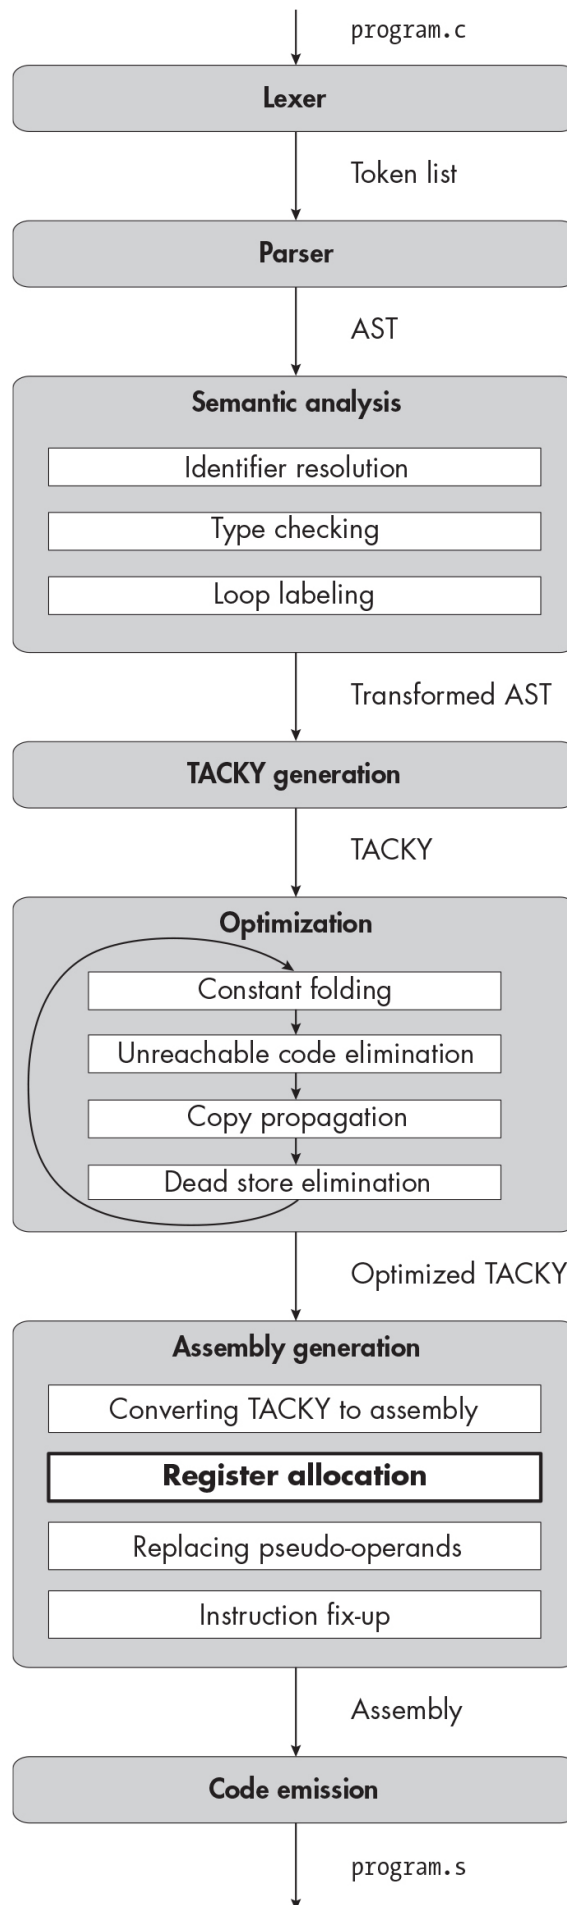 program.c
Lexer
Token list
Parser
AST
Semantic analysis
Identifier resolution
Type checking
Loop labeling
Transformed AST
TACKY generation
TACKY
Optimization
Constant folding
Unreachable code elimination
Copy propagation
Dead store elimination
Optimized TACKY
Assembly generation
Converting TACKY to assembly
Register allocation
Replacing pseudo-operands
Instruction fix-up
Assembly
Code emission
program.s